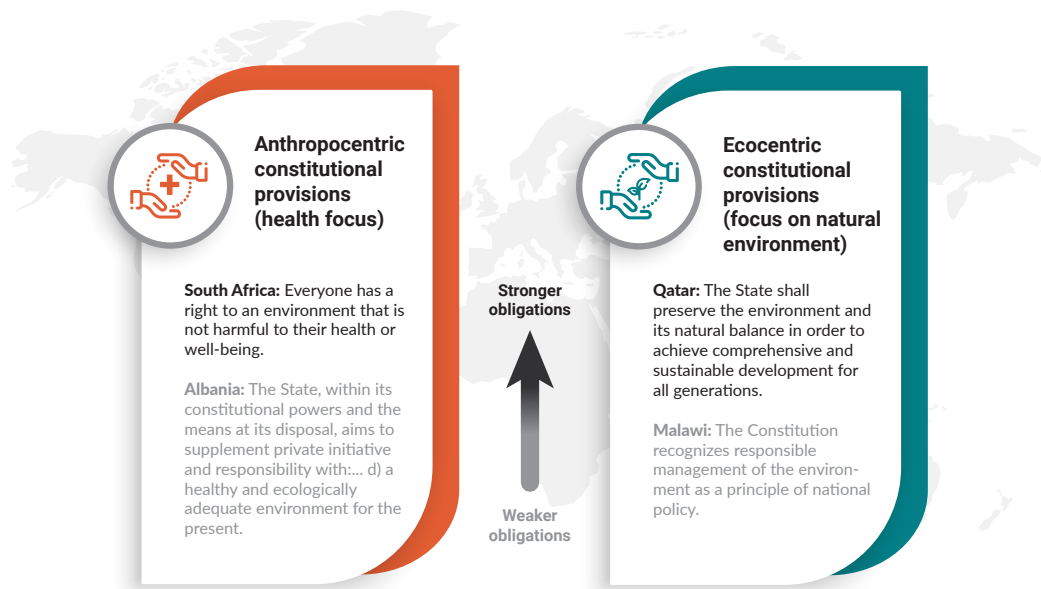 Anthropocentric
constitutional
provisions
(health focus)
South Africa: Everyone has a
right to an environment that is
not harmful to their health or
well-being.
Albania: The State, within its
constitutional powers and the
means at its disposal, aims to
supplement private initiative
and responsibility with:... d) a
healthy and ecologically
adequate environment for the
present.
Stronger
obligations
Weaker
obligations
Ecocentric
constitutional
provisions
(focus on natural
environment)
Qatar: The State shall
preserve the environment and
its natural balance in order to
achieve comprehensive and
sustainable development for
all generations.
Malawi: The Constitution
recognizes responsible
management of the environ-
ment as a principle of national
policy.